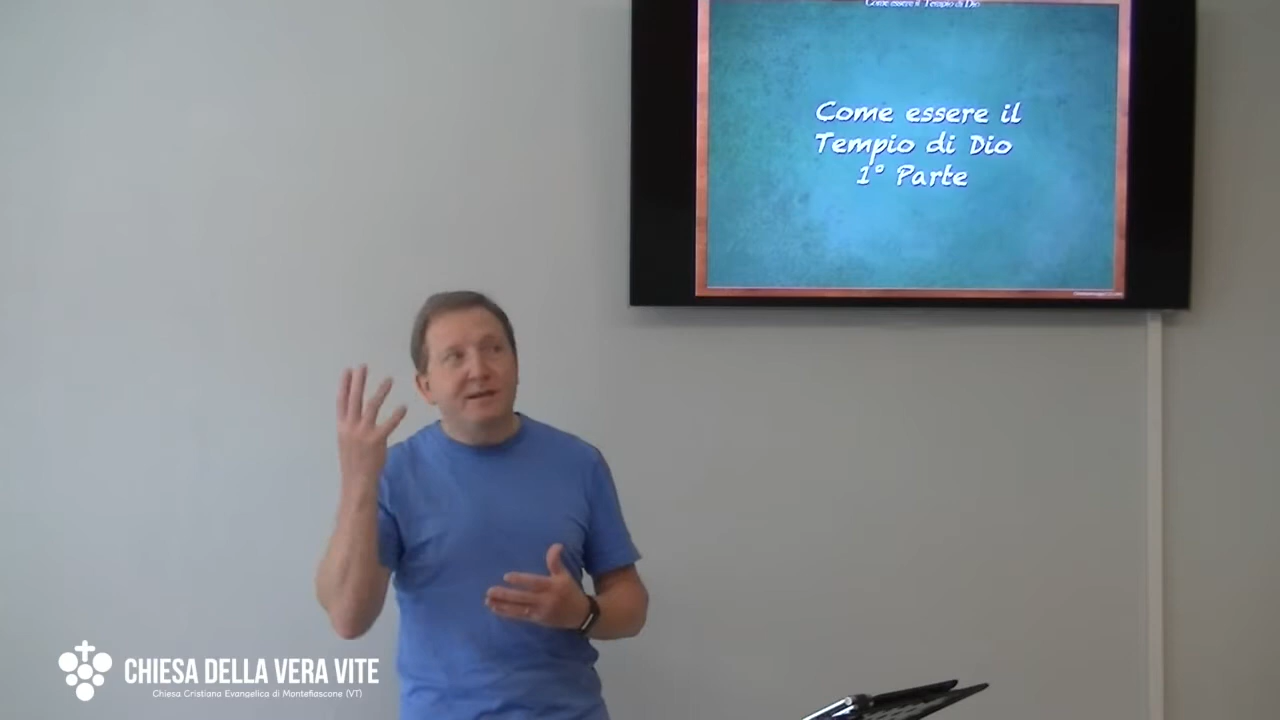 Come essere il Tempio di Dio
Come essere il
Tempio di Dio
1° Parte
CHIESA DELLA VERA VITE
Chiesa Cristiana Evangelica di Montefiascone (VT)